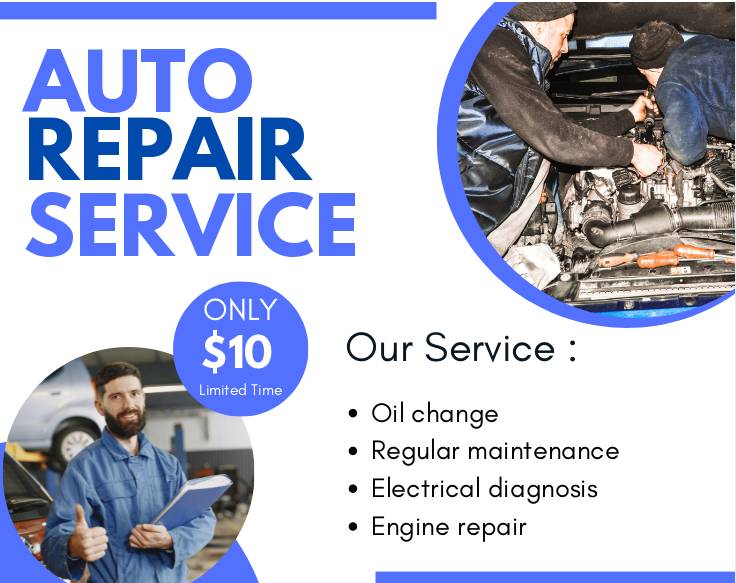 AUTO
REPAIR
SERVICE
ONLY
$10
Limited Time
Our Service :
• Oil change
• Regular maintenance
• Electrical diagnosis
• Engine repair